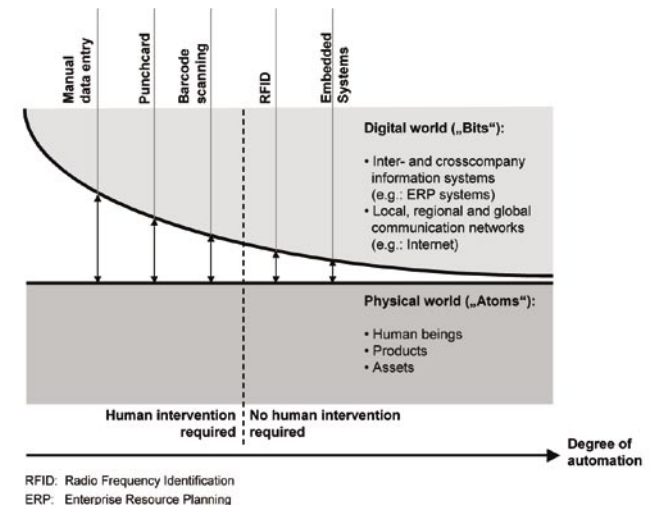 Manual
data entry
Punchcard
Barcode
scanning
RFID
Embedded
Systems
Digital world („Bits“):
• Inter- and crosscompany
information systems
(e.g.: ERP systems)
• Local, regional and global
communication networks
(e.g.: Internet)
Physical world („Atoms“):
• Human beings
• Products
• Assets
Human intervention
required
No human intervention
required
Degree of
automation
RFID: Radio Frequency Identification
ERP: Enterprise Resource Planning